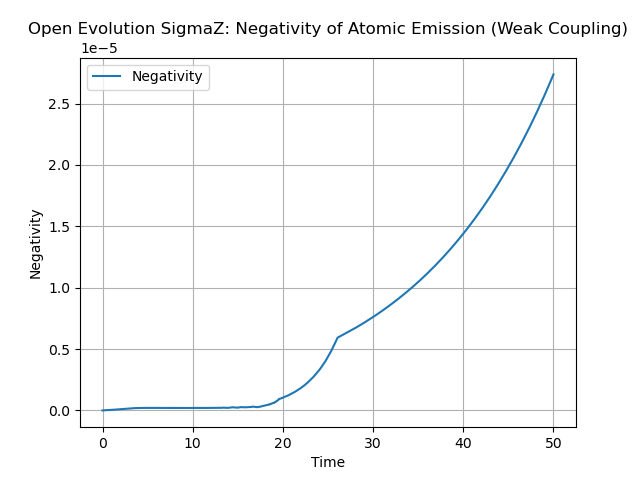 Open Evolution SigmaZ: Negativity of Atomic Emission (Weak Coupling)
1e−5
Negativity
2.5
2.0
1.5
1.0
0.5
0.0
Negativity
0 10 20 30 40 50
Time